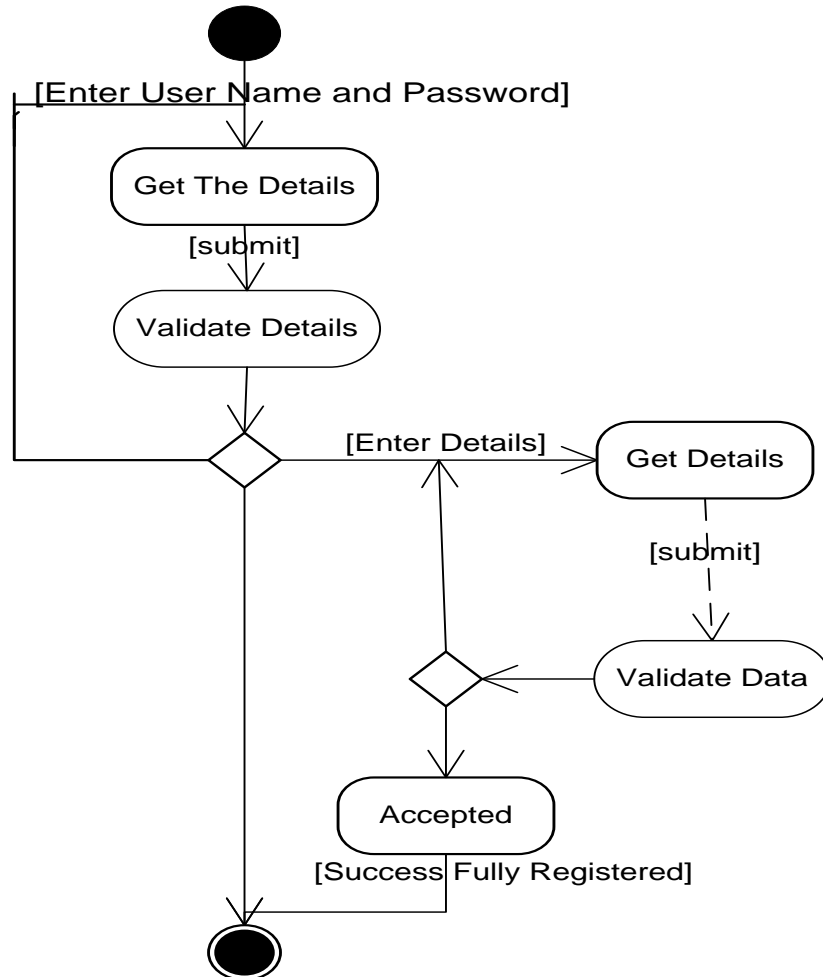 [Enter User Name and Password]
Get The Details
[submit]
Validate Details
[Enter Details]
Get Details
[submit]
Validate Data
Accepted
[Success Fully Registered]